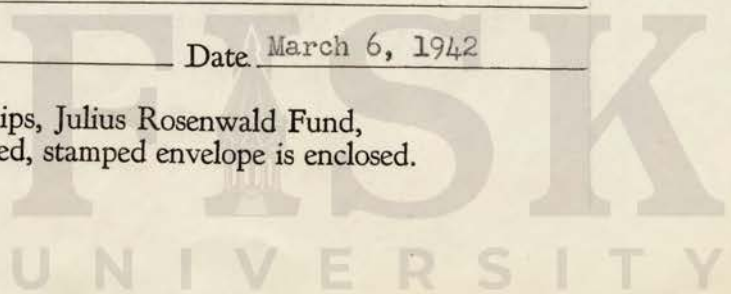 Date March 6, 1942
ips, Julius Rosenwald Fund,
ed, stamped envelope is enclosed.
FISK
UNIVERSITY